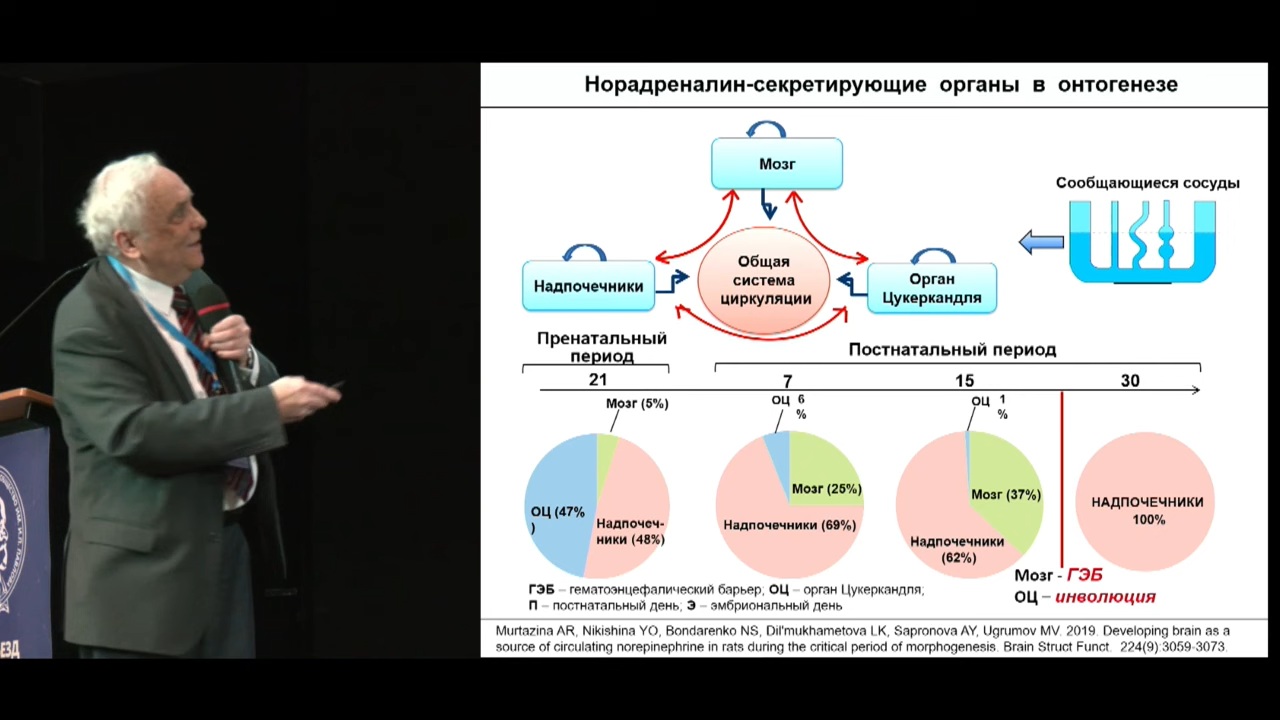 Норадреналин-секретирующие органы в онтогенезе
Мозг
Сообщающиеся сосуды
Надпочечники
Общая
система
циркуляции
Орган
Цукеркандля
Пренатальный
период
Постнатальный период
21
7
15
30
Мозг (5%)
ОЦ (47%
)
Надпочеч-
ники (48%)
ОЦ 6
%
Мозг (25%)
Надпочечники (69%)
ОЦ 1
%
Мозг (37%)
Надпочечники
(62%)
НАДПОЧЕЧНИКИ
100%
Мозг - ГЭБ
ОЦ – инволюция
ГЭБ – гематоэнцефалический барьер; ОЦ – орган Цукеркандля;
П – постнатальный день; Э – эмбриональный день
Murtazina AR, Nikishina YO, Bondarenko NS, Dil'mukhametova LK, Sapronova AY, Ugrumov MV. 2019. Developing brain as a
source of circulating norepinephrine in rats during the critical period of morphogenesis. Brain Struct Funct. 224(9):3059-3073.
ЕЗД